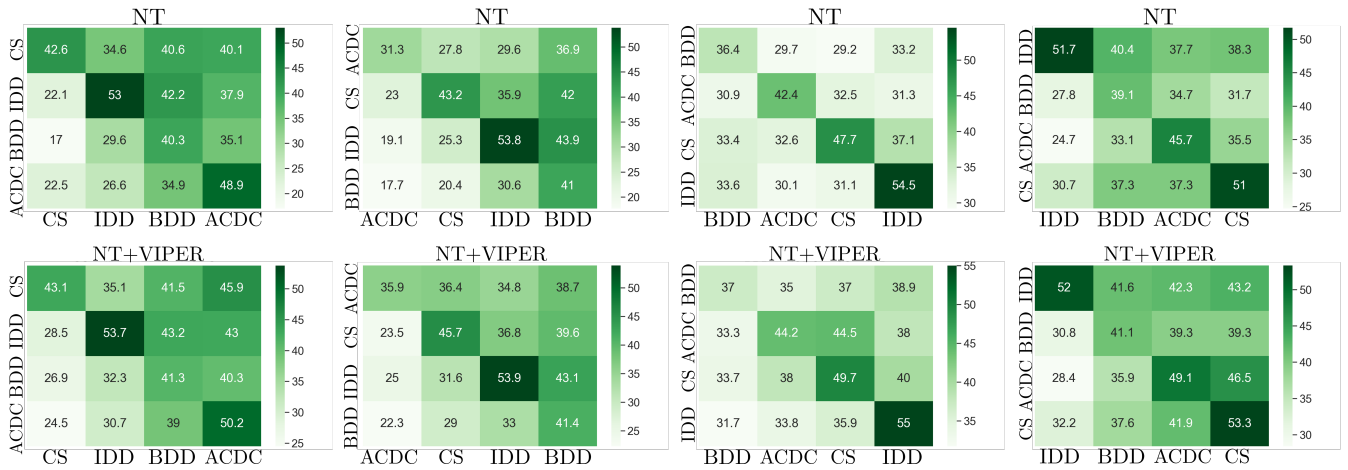 NT
CS 42.6 34.6 40.6 40.1 50
IDD 22.1 53 42.2 37.9 45
40
35
BDD 17 29.6 40.3 35.1 30
25
ACDC 22.5 26.6 34.9 48.9 20
CS IDD BDD ACDC
NT
ACDC 31.3 27.8 29.6 36.9 50
CS 23 43.2 35.9 42 45
40
35
IDD 19.1 25.3 53.8 43.9 30
25
BDD 17.7 20.4 30.6 41 20
ACDC CS IDD BDD
NT
BDD 36.4 29.7 29.2 33.2 50
ACDC 30.9 42.4 32.5 31.3 45
40
CS 33.4 32.6 47.7 37.1 35
IDD 33.6 30.1 31.1 54.5 30
BDD ACDC CS IDD
NT
IDD 51.7 40.4 37.7 38.3 50
BDD 27.8 39.1 34.7 31.7 45
40
ACDC 24.7 33.1 45.7 35.5 35
30
CS 30.7 37.3 37.3 51 25
IDD BDD ACDC CS
NT+VIPER
CS 43.1 35.1 41.5 45.9 50
IDD 28.5 53.7 43.2 43 45
40
BDD 26.9 32.3 41.3 40.3 35
30
ACDC 24.5 30.7 39 50.2 25
CS IDD BDD ACDC
NT+VIPER
ACDC 35.9 36.4 34.8 38.7 50
CS 23.5 45.7 36.8 39.6 45
40
IDD 25 31.6 53.9 43.1 35
30
BDD 22.3 29 33 41.4 25
ACDC CS IDD BDD
NT+VIPER
BDD 37 35 37 38.9 55
50
ACDC 33.3 44.2 44.5 38 45
CS 33.7 38 49.7 40 40
IDD 31.7 33.8 35.9 55 35
BDD ACDC CS IDD
NT+VIPER
IDD 52 41.6 42.3 43.2 50
BDD 30.8 41.1 39.3 39.3 45
40
ACDC 28.4 35.9 49.1 46.5 35
CS 32.2 37.6 41.9 53.3 30
IDD BDD ACDC CS